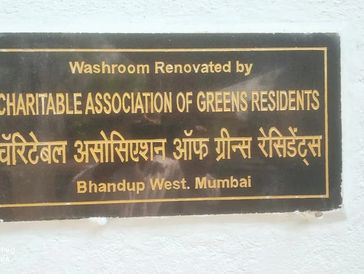 Washroom Renovated by
CHARITABLE ASSOCIATION OF GREENS RESIDENTS
चॅरिटेबल असोसिएशन ऑफ ग्रीन्स रेसिडेंट्स
Bhandup West. Mumbai